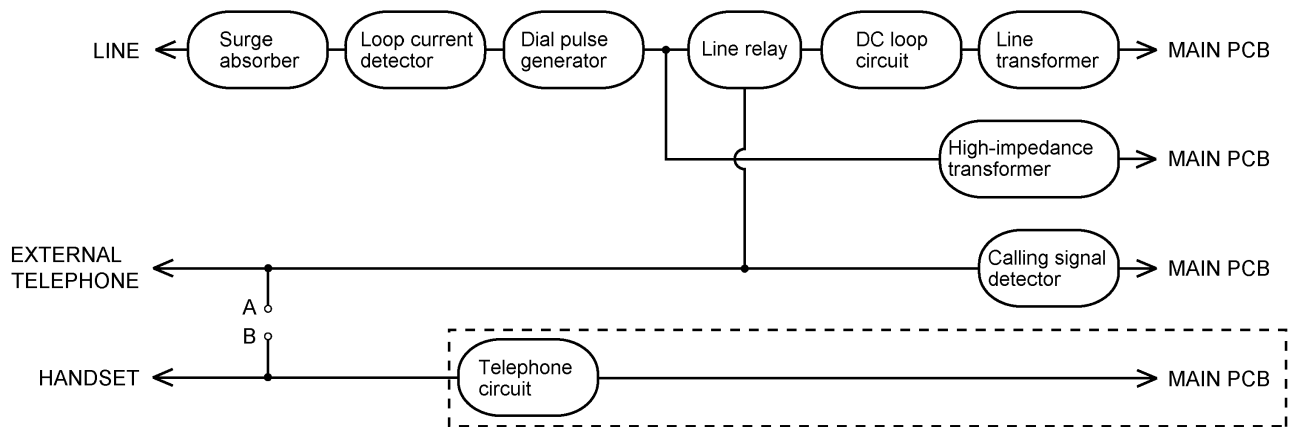 LINE
Surge
absorber
Loop current
detector
Dial pulse
generator
Line relay
DC loop
circuit
Line
transformer
MAIN PCB
High-impedance
transformer
MAIN PCB
EXTERNAL
TELEPHONE
Calling signal
detector
MAIN PCB
A
B
HANDSET
Telephone
circuit
MAIN PCB